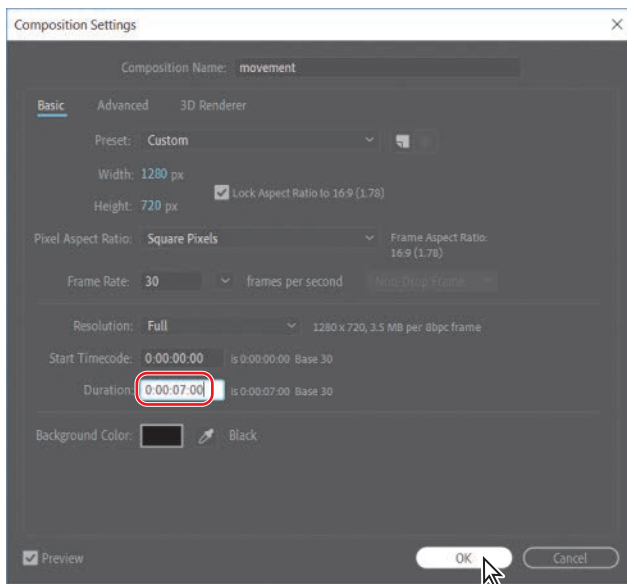 Composition Settings
Composition Name: movement
Basic Advanced 3D Renderer
Preset: Custom
Width: 1280 px
Lock Aspect Ratio to 16:9 (1.78)
Height: 720 px
Pixel Aspect Ratio: Square Pixels
Frame Aspect Ratio:
16:9 (1.78)
Frame Rate: 30 frames per second Non-Drop Frame
Resolution: Full 1280 x 720, 3.5 MB per 8bpc frame
Start Timecode: 0:00:00:00 is 0:00:00:00 Base 30
Duration: 0:00:07:00 is 0:00:07:00 Base 30
Background Color: Black
Preview OK Cancel